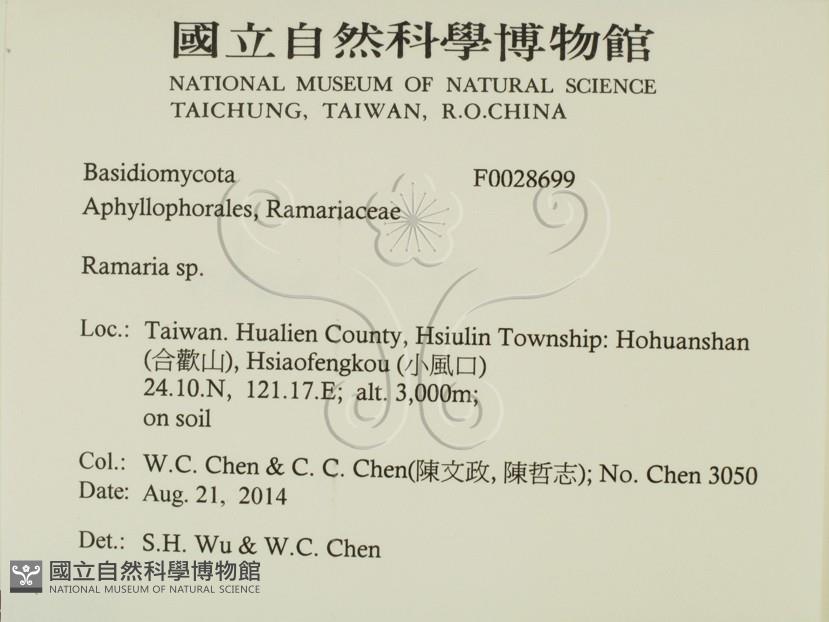 國立自然科學博物館
NATIONAL MUSEUM OF NATURAL SCIENCE
TAICHUNG, TAIWAN, R.O.CHINA
Basidiomycota F0028699
Aphyllophorales, Ramariaceae
Ramaria sp.
Loc.: Taiwan. Hualien County, Hsiulin Township: Hohuanshan
(合歡山), Hsiaofengkou (小風口)
24.10.N, 121.17.E; alt. 3,000m;
on soil
Col.: W.C. Chen & C. C. Chen(陳文政, 陳哲志); No. Chen 3050
Date: Aug. 21, 2014
Det.: S.H. Wu & W.C. Chen
國立自然科學博物館
NATIONAL MUSEUM OF NATURAL SCIENCE